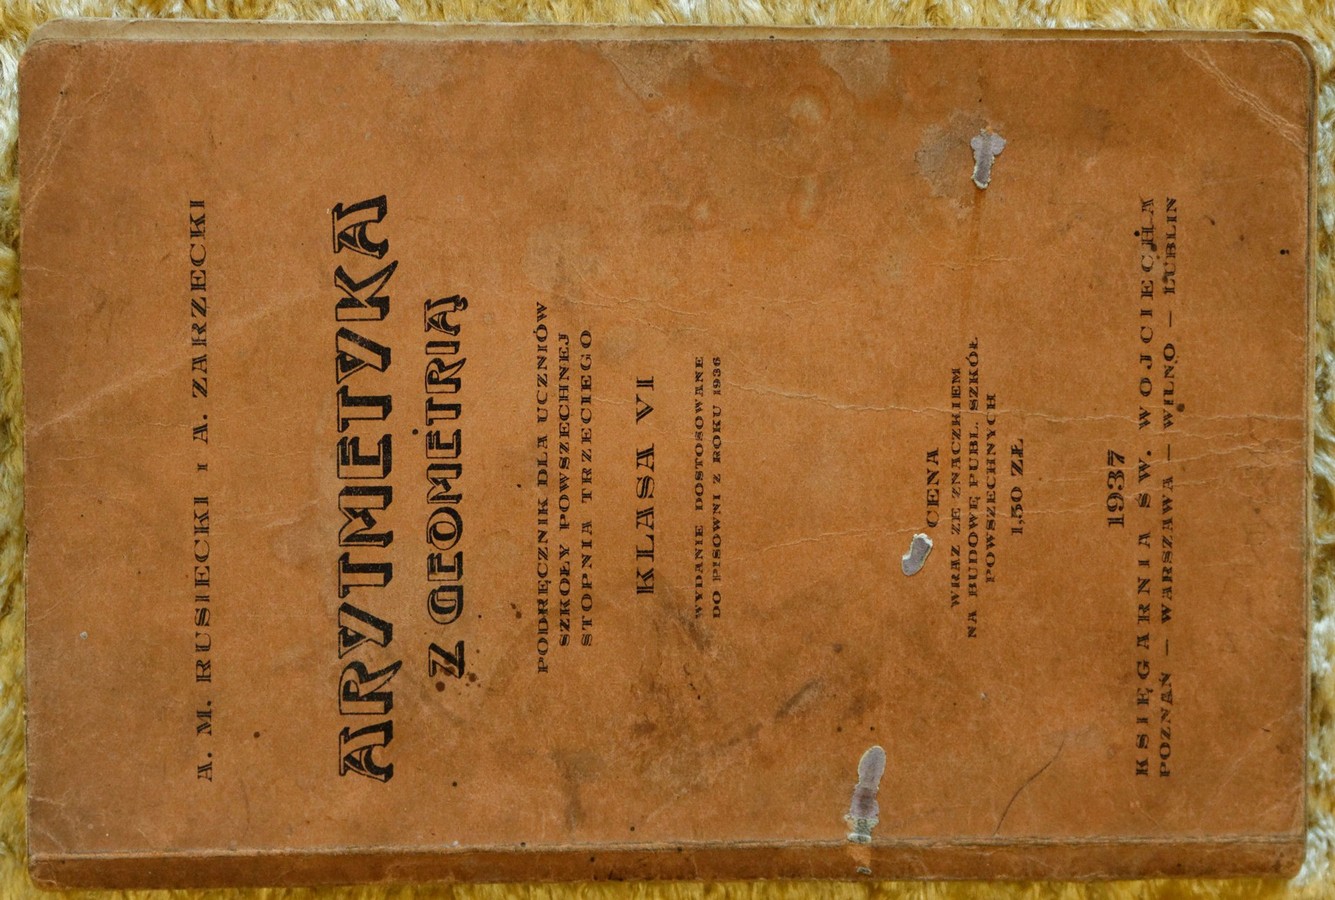 A. M. RUSIECKI I A. ZARZECKI
ARYTMETYKA
Z GEOMETRIĄ
PODRĘCZNIK DLA UCZNIÓW
SZKOŁY POWSZECHNEJ
STOPNIA TRZECIEGO
KLASA VI
WYDANIE DOSTOSOWANE
DO PISOWNI Z ROKU 1936
CENA
WRAZ ZE ZNACZKIEM
NA BUDOWĘ PUBL. SZKÓŁ
POWSZECHNYCH
1,50 ZŁ
1937
KSIĘGARNIA ŚW. WOJCIECHA
POZNAŃ — WARSZAWA — WILNO — LUBLIN